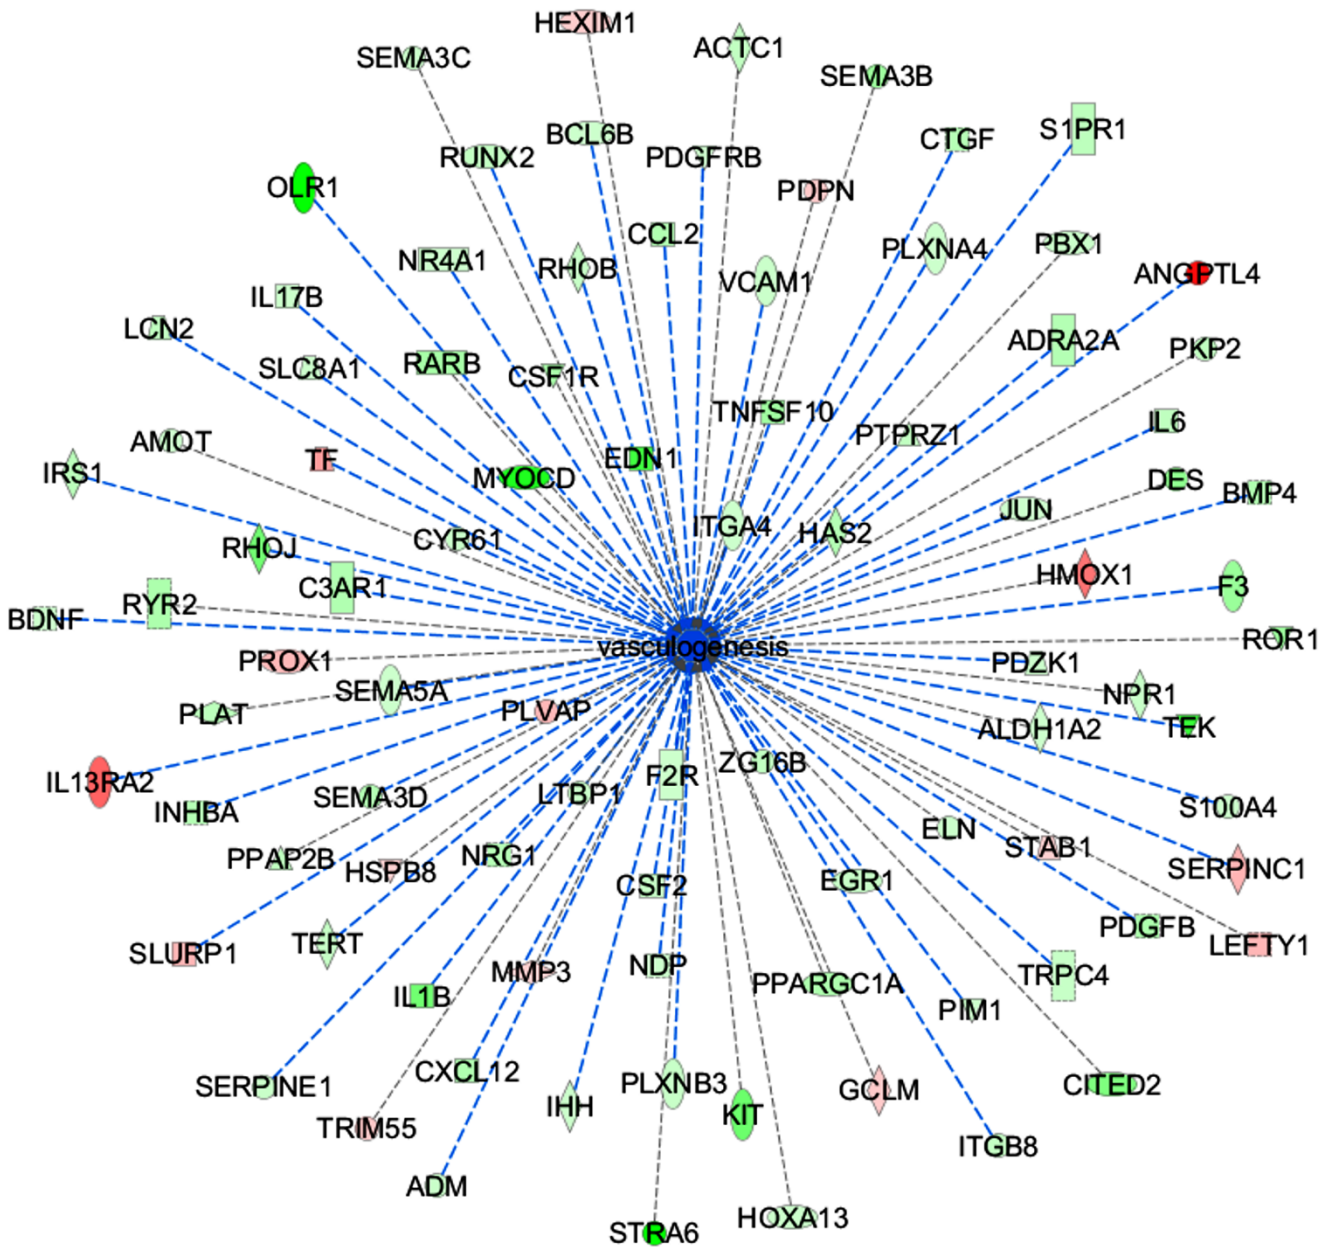 HEXIM1
SEMA3C
ACTC1
SEMA3B
BCL6B
CTGF
S1PR1
RUNX2
PDGFRB
OLR1
PDPN
CCL2
PLXNA4
PBX1
NR4A1
RHOB
VCAM1
ANGPTL4
IL17B
LCN2
ADRA2A
PKP2
SLC8A1
RARB
CSF1R
TNFSF10
IL6
AMOT
PTPRZ1
IRS1
TF
MYOCD
EDN1
DES
BMP4
JUN
ITGA4
HAS2
RHOJ
CYR61
HMOX1
C3AR1
F3
RYR2
BDNF
vasculogenesis
ROR1
PROX1
PDZK1
SEMA5A
NPR1
PLAT
PLVAP
ALDH1A2
TEK
IL13RA2
F2R
ZG16B
INHBA
SEMA3D
LTBP1
S100A4
ELN
STAB1
PPAP2B
HSPB8
NRG1
SERPINC1
CSF2
EGR1
PDGFB
SLURP1
TERT
LEFTY1
MMP3
NDP
PPARGC1A
TRPC4
IL1B
PIM1
SERPINE1
CXCL12
PLXNB3
GCLM
CITED2
IHH
KIT
TRIM55
ITGB8
ADM
STRA6
HOXA13